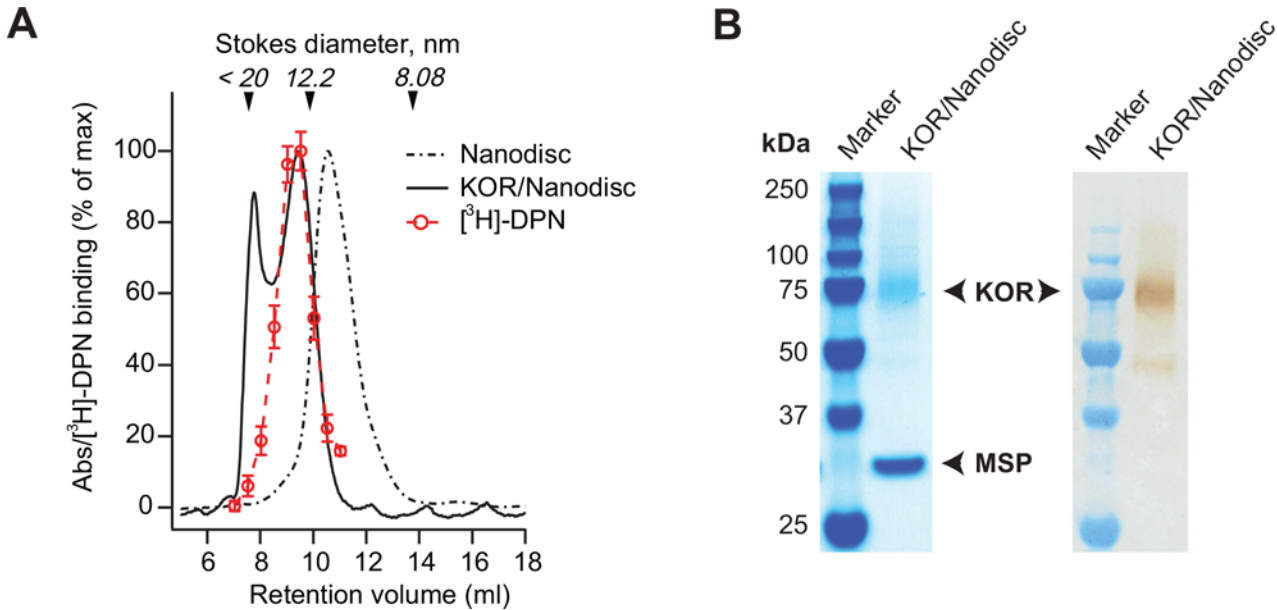 A
Stokes diameter, nm
< 20 12.2 8.08
Abs/[³H]-DPN binding (% of max)
100
80
60
40
20
0
Nanodisc
KOR/Nanodisc
[³H]-DPN
6 8 10 12 14 16 18
Retention volume (ml)
B
kDa
Marker
KOR/Nanodisc
Marker
KOR/Nanodisc
250
100
75
50
37
25
KOR
MSP